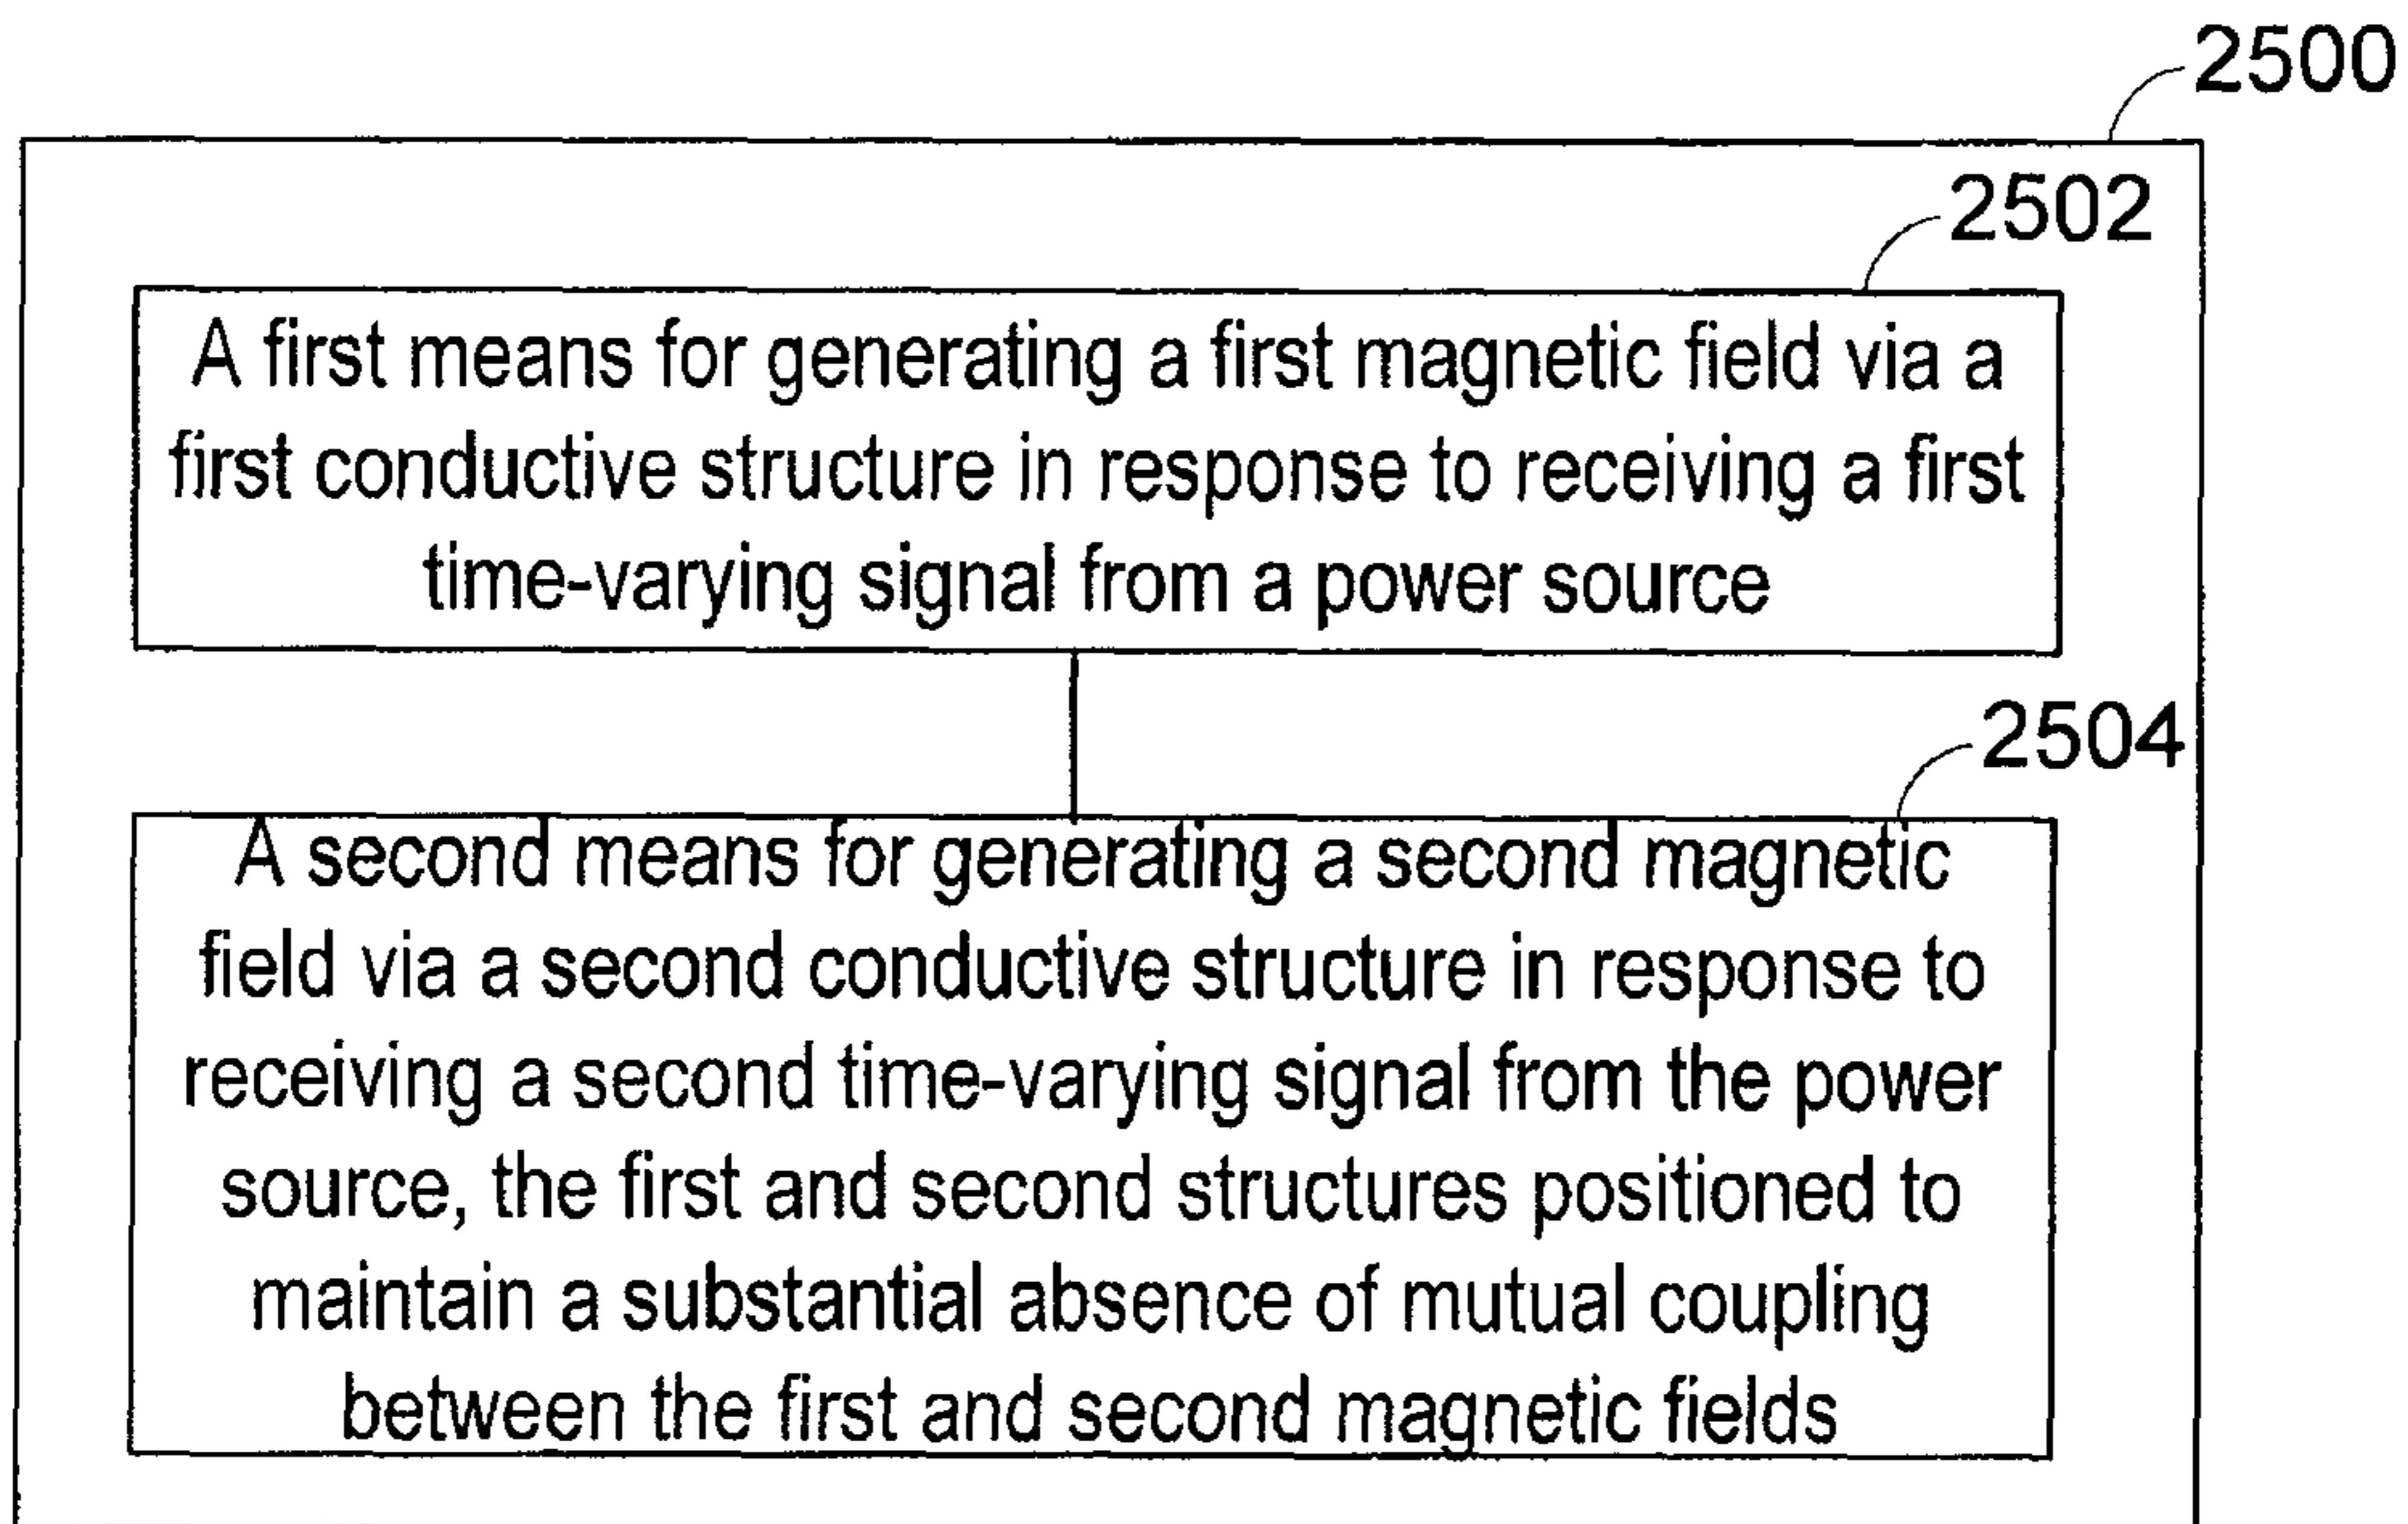 2500
2502
A first means for generating a first magnetic field via a
first conductive structure in response to receiving a first
time-varying signal from a power source
2504
A second means for generating a second magnetic
field via a second conductive structure in response to
receiving a second time-varying signal from the power
source, the first and second structures positioned to
maintain a substantial absence of mutual coupling
between the first and second magnetic fields